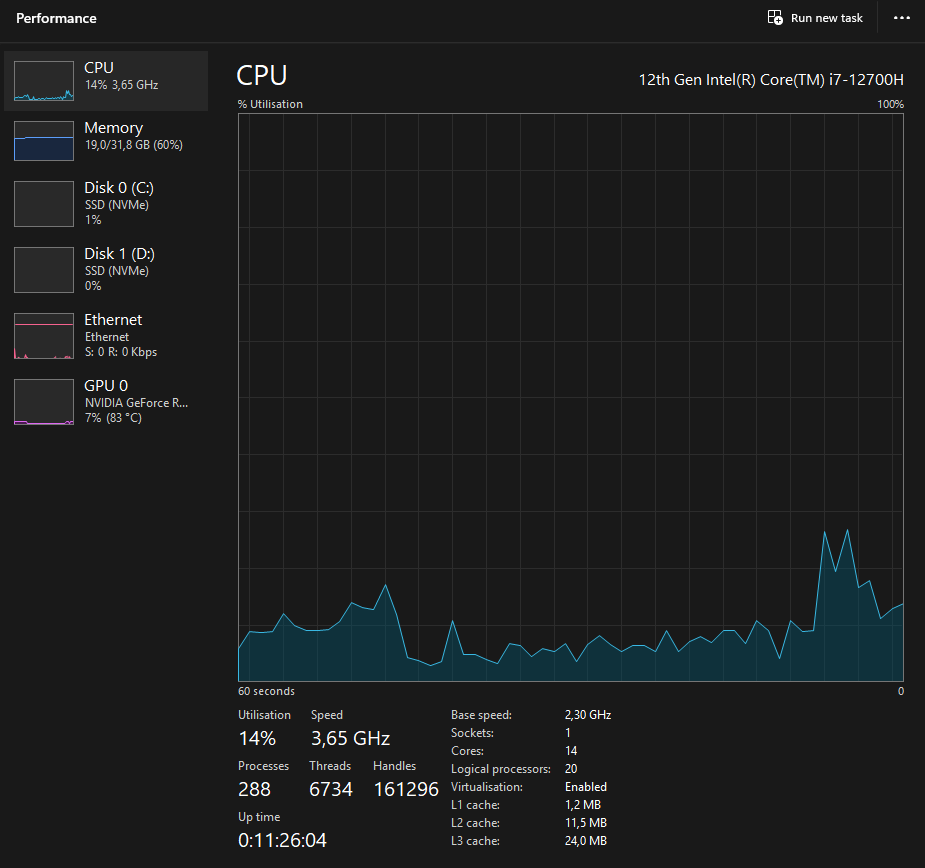 Performance
Run new task
CPU
14% 3,65 GHz
Memory
19,0/31,8 GB (60%)
Disk 0 (C:)
SSD (NVMe)
1%
Disk 1 (D:)
SSD (NVMe)
0%
Ethernet
Ethernet
S: 0 R: 0 Kbps
GPU 0
NVIDIA GeForce R...
7% (83 °C)
CPU
12th Gen Intel(R) Core(TM) i7-12700H
% Utilisation
100%
60 seconds
0
Utilisation
14%
Speed
3,65 GHz
Processes
288
Threads
6734
Handles
161296
Up time
0:11:26:04
Base speed: 2,30 GHz
Sockets: 1
Cores: 14
Logical processors: 20
Virtualisation: Enabled
L1 cache: 1,2 MB
L2 cache: 11,5 MB
L3 cache: 24,0 MB